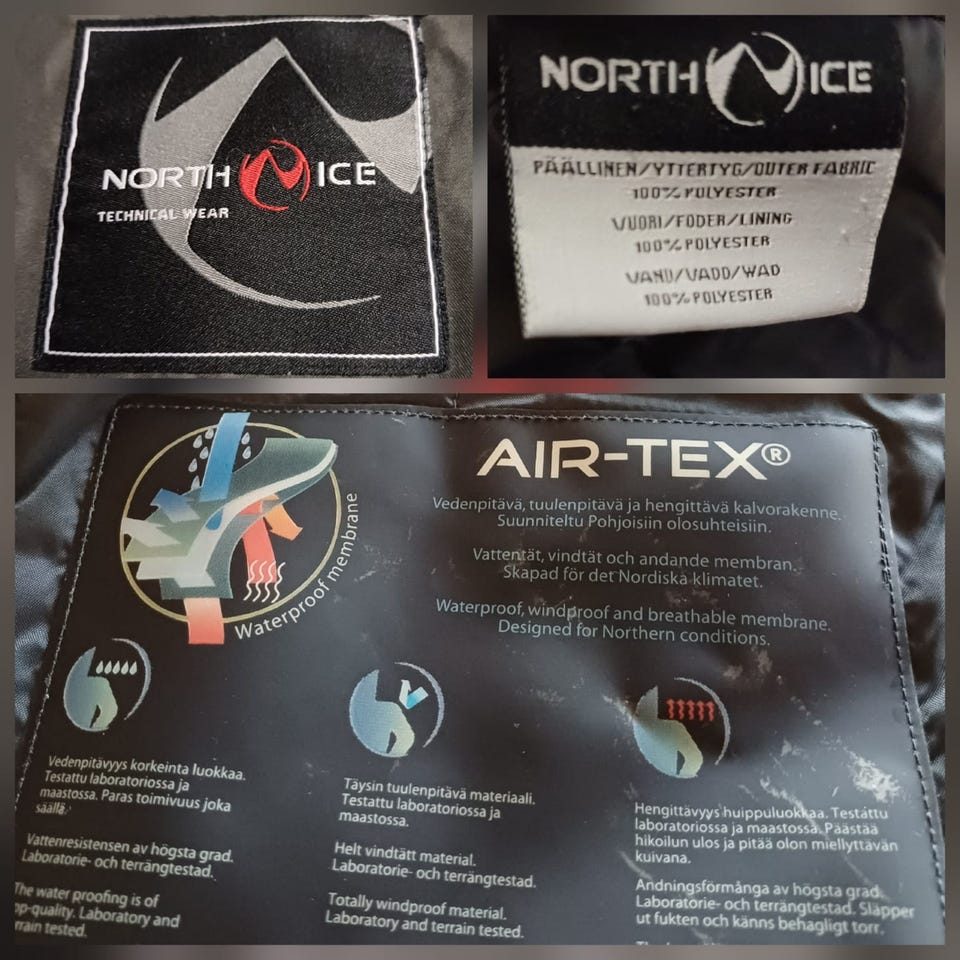 NORTH ICE
TECHNICAL WEAR
NORTH ICE
PÄÄLLINEN/YTTERTYG/OUTER FABRIC
100% POLYESTER
VUORI/FODER/LINING
100% POLYESTER
VANU/VADD/WAD
100% POLYESTER
Waterproof membrane
AIR-TEX®
Vedenpitävä, tuulenpitävä ja hengittävä kalvorakenne.
Suunniteltu Pohjoisiin olosuhteisiin.
Vattentät, vindtät och andande membran.
Skapad för det Nordiska klimatet.
Waterproof, windproof and breathable membrane.
Designed for Northern conditions.
Vedenpitävyys korkeinta luokkaa.
Testattu laboratoriossa ja
maastossa. Paras toimivuus joka
säällä.
Vattenresistensen av högsta grad.
Laboratorie- och terrängtestad.
The water proofing is of
op-quality. Laboratory and
rrain tested.
Täysin tuulenpitävä materiaali.
Testattu laboratoriossa ja
maastossa.
Helt vindtätt material.
Laboratorie- och terrängtestad.
Totally windproof material.
Laboratory and terrain tested.
Hengittävyys huippuluokkaa. Testattu
laboratoriossa ja maastossa. Päästää
hikoilun ulos ja pitää olon miellyttävän
kuivana.
Andningsförmånga av högsta grad.
Laboratorie- och terrängtestad. Släpper
ut fukten och känns behagligt torr.